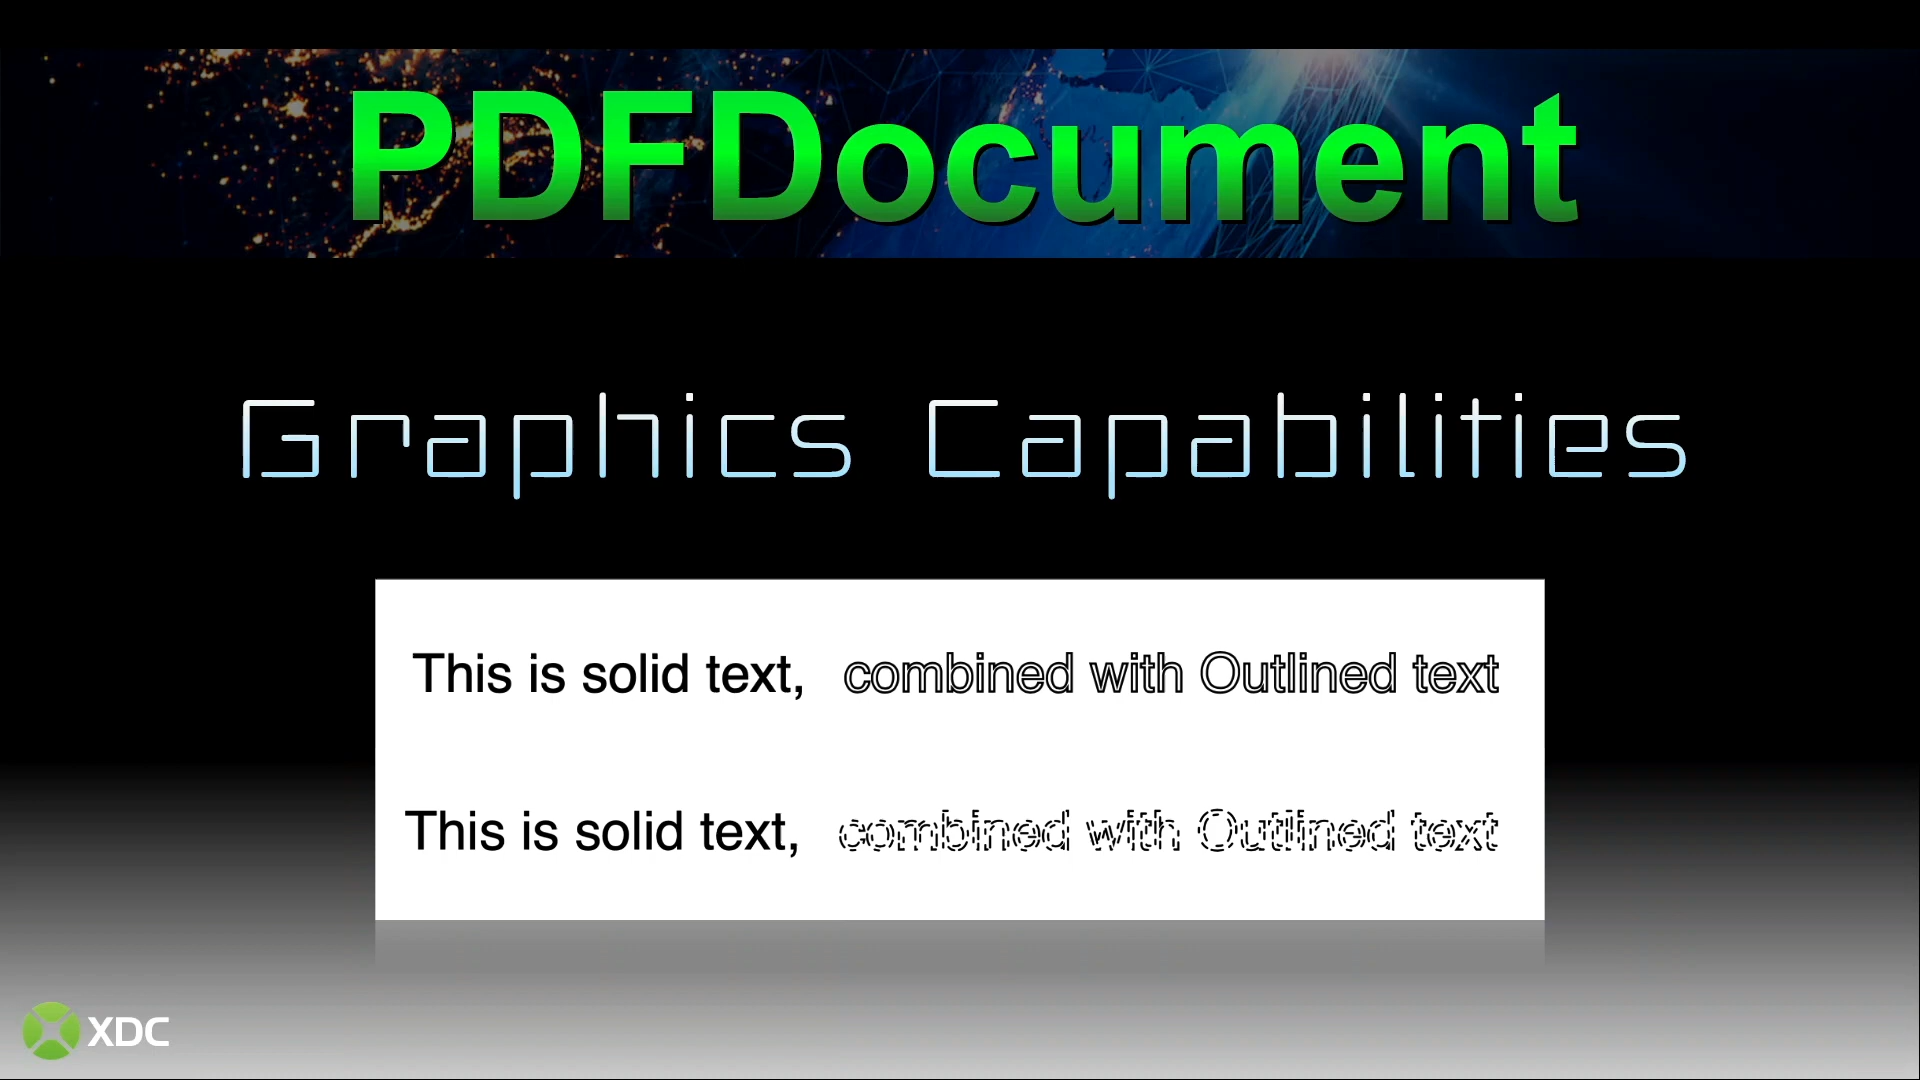 PDFDocument
Graphics Capabilities
This is solid text, combined with Outlined text
This is solid text, combined with Outlined text
XDC